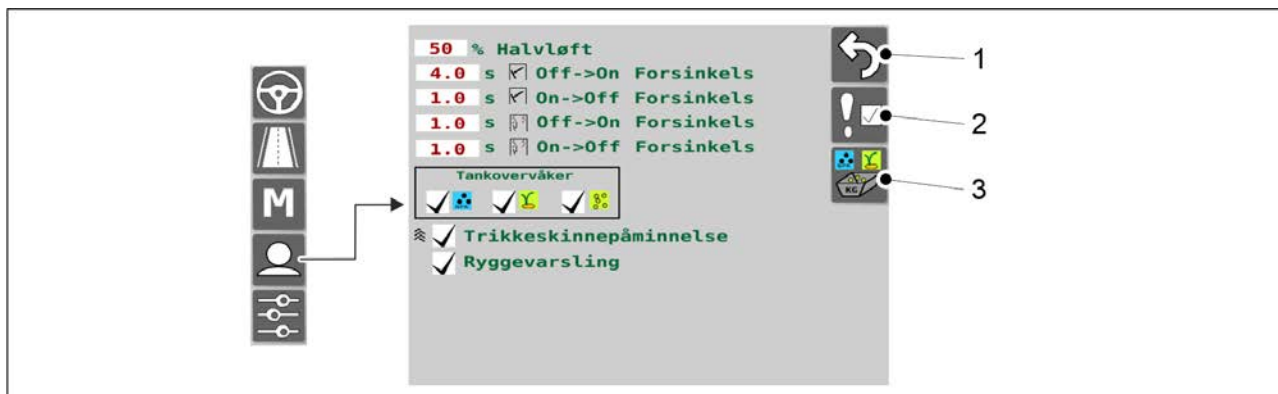 50 % Halvløft
4.0 s Off->On Forsinkels
1.0 s On->Off Forsinkels
1.0 s Off->On Forsinkels
1.0 s On->Off Forsinkels
Tankovervåker
Trikkeskinnepåminnelse
Ryggevarsling
M
KG
1
2
3